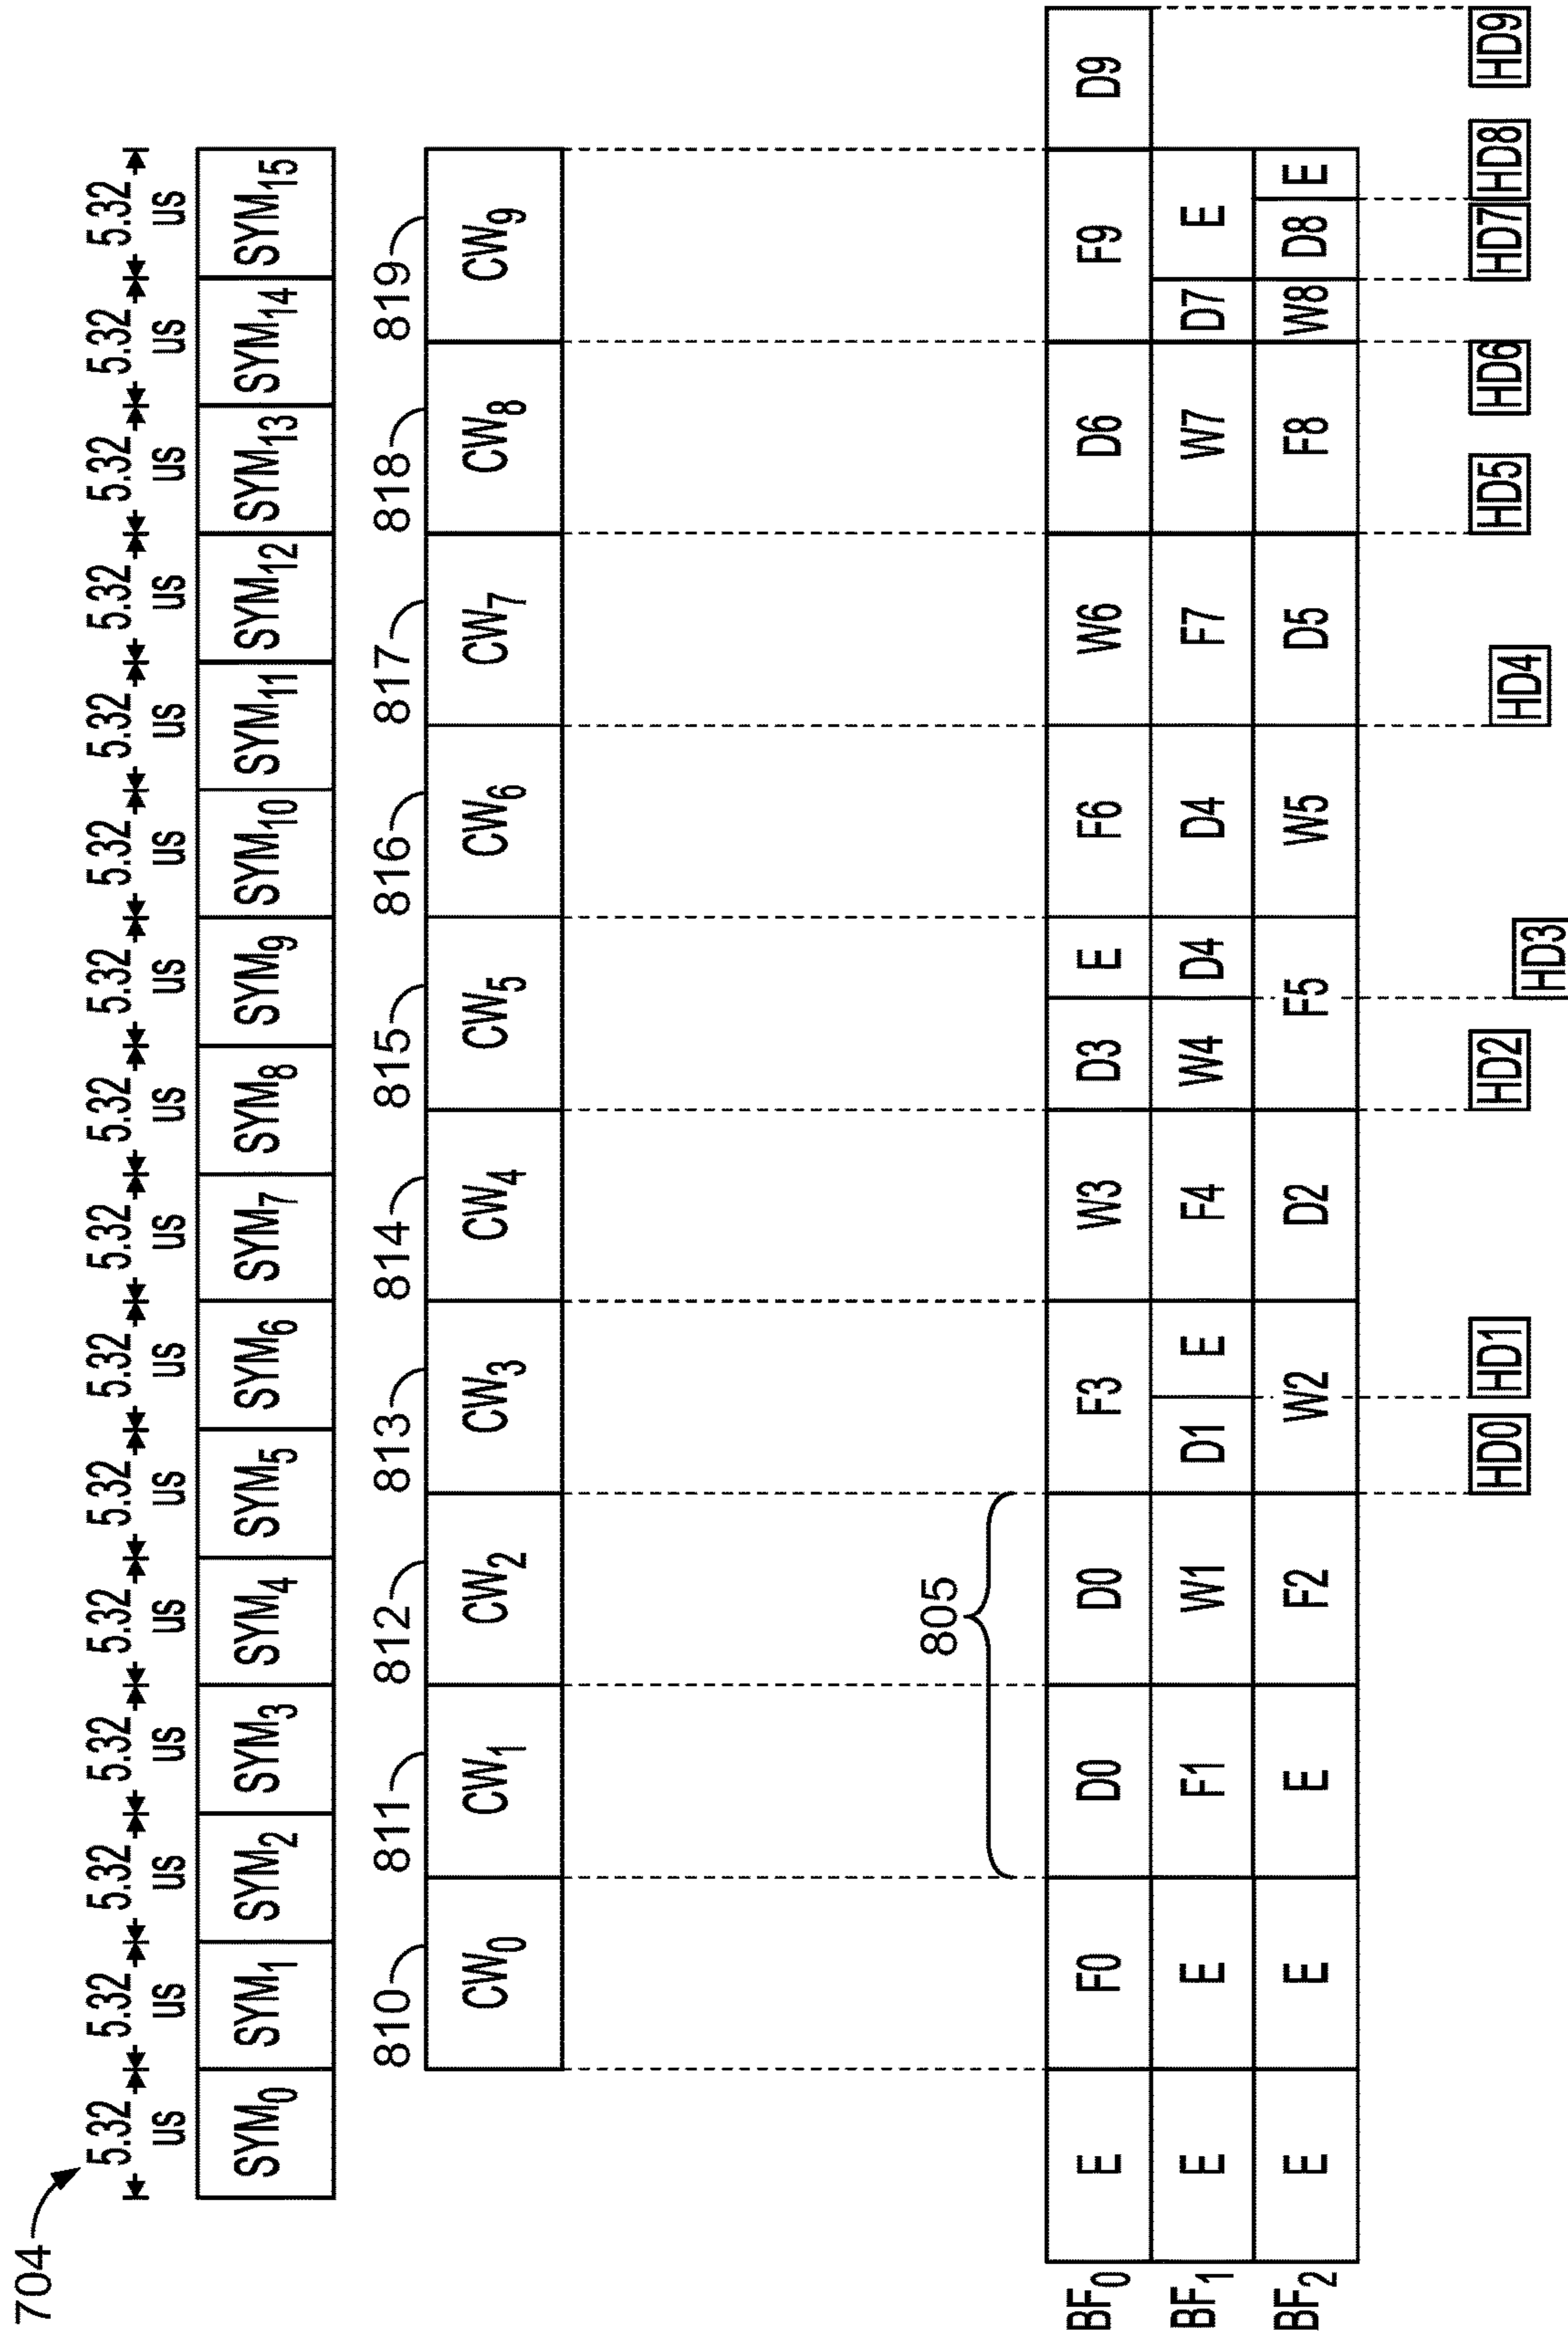 704
5.32 5.32 5.32 5.32 5.32 5.32 5.32 5.32 5.32 5.32 5.32 5.32 5.32 5.32 5.32 5.32
us us us us us us us us us us us us us us us us
SYM0 SYM1 SYM2 SYM3 SYM4 SYM5 SYM6 SYM7 SYM8 SYM9 SYM10 SYM11 SYM12 SYM13 SYM14 SYM15
810 811 812 813 814 815 816 817 818 819
CW0 CW1 CW2 CW3 CW4 CW5 CW6 CW7 CW8 CW9
805
BF0 E F0 D0 D0 F3 W3 D3 E F6 W6 D6 F9 D9
BF1 E E F1 W1 D1 E F4 W4 D4 D4 F7 W7 D7 E
BF2 E E E F2 W2 D2 F5 W5 D5 F8 W8 D8 E
HD0 HD1 HD2 HD3 HD4 HD5 HD6 HD7 HD8 HD9